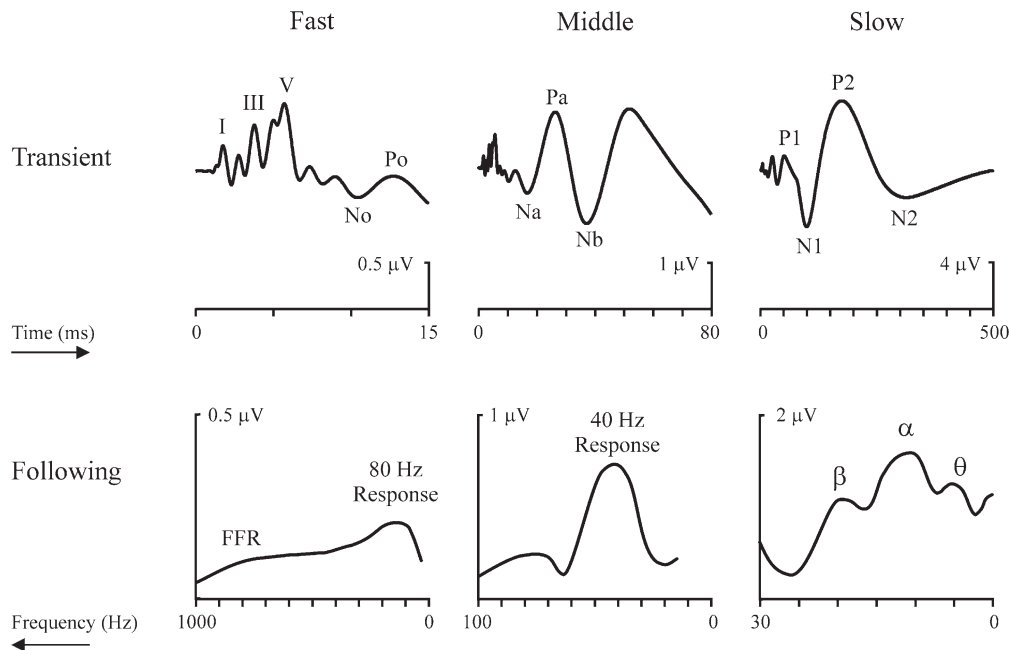 Fast Middle Slow
Transient
I III V No Po
Na Pa Nb
P1 N1 P2 N2
0.5 μV 1 μV 4 μV
Time (ms) 0 15 0 80 0 500
Following
0.5 μV 1 μV 2 μV
FFR
80 Hz
Response
40 Hz
Response
β α θ
Frequency (Hz) 1000 0 100 0 30 0